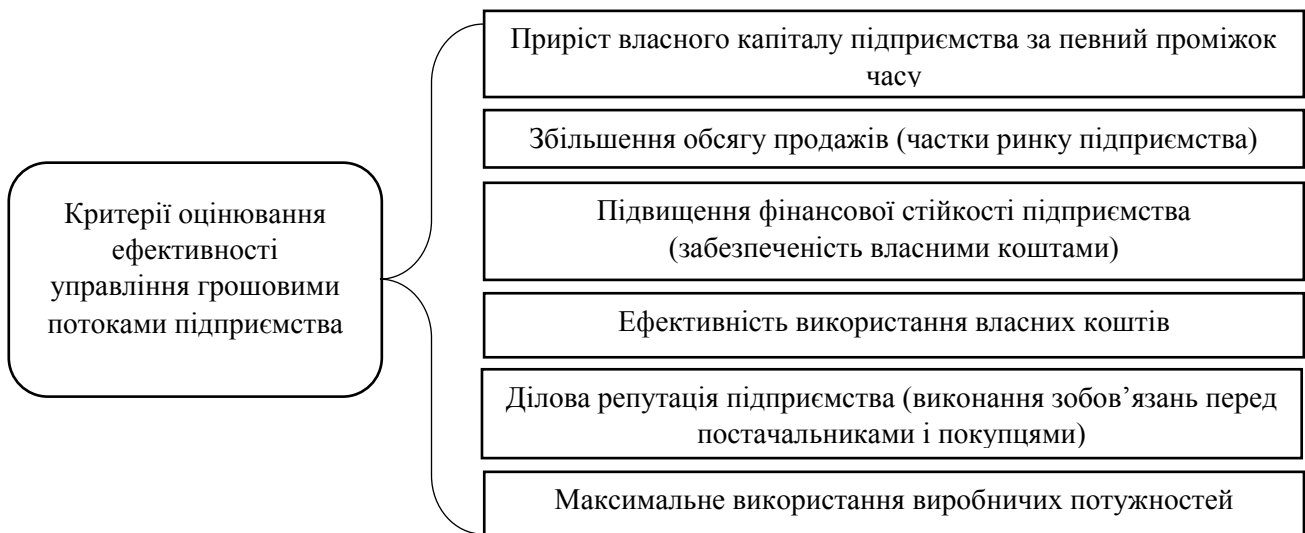 Критерії оцінювання
ефективності
управління грошовими
потоками підприємства
Приріст власного капіталу підприємства за певний проміжок
часу
Збільшення обсягу продажів (частки ринку підприємства)
Підвищення фінансової стійкості підприємства
(забезпеченість власними коштами)
Ефективність використання власних коштів
Ділова репутація підприємства (виконання зобов’язань перед
постачальниками і покупцями)
Максимальне використання виробничих потужностей